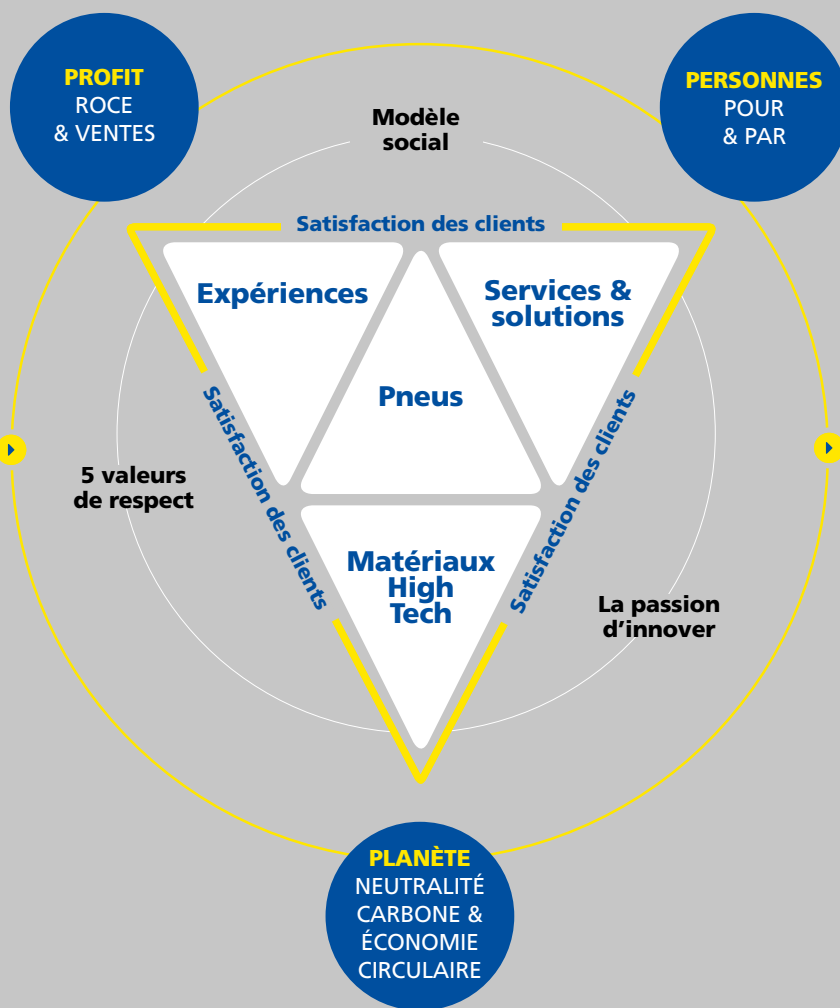 PROFIT
ROCE
& VENTES
PERSONNES
POUR
& PAR
Modèle
social
Satisfaction des clients
Expériences
Services &
solutions
Pneus
Satisfaction des clients
Satisfaction des clients
5 valeurs
de respect
Matériaux
High
Tech
La passion
d’innover
PLANÈTE
NEUTRALITÉ
CARBONE &
ÉCONOMIE
CIRCULAIRE